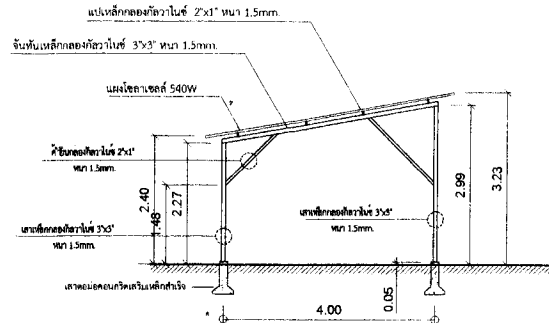 แปเหล็กกล่องกัลวาไนซ์ 2"x1" หนา 1.5mm.
จันทันเหล็กกล่องกัลวาไนซ์ 3"x3" หนา 1.5mm.
แผงโซลาเซลล์ 540W
ค้ำยันกล่องกัลวาไนซ์ 2"x1"
หนา 1.5mm.
เสาเหล็กกล่องกัลวาไนซ์ 3"x3"
หนา 1.5mm.
เสาเหล็กกล่องกัลวาไนซ์ 3"x3"
หนา 1.5mm.
2.40
1.48
2.27
2.99
3.23
เสาตอม่อคอนกรีตเสริมเหล็กสำเร็จ
4.00
0.05